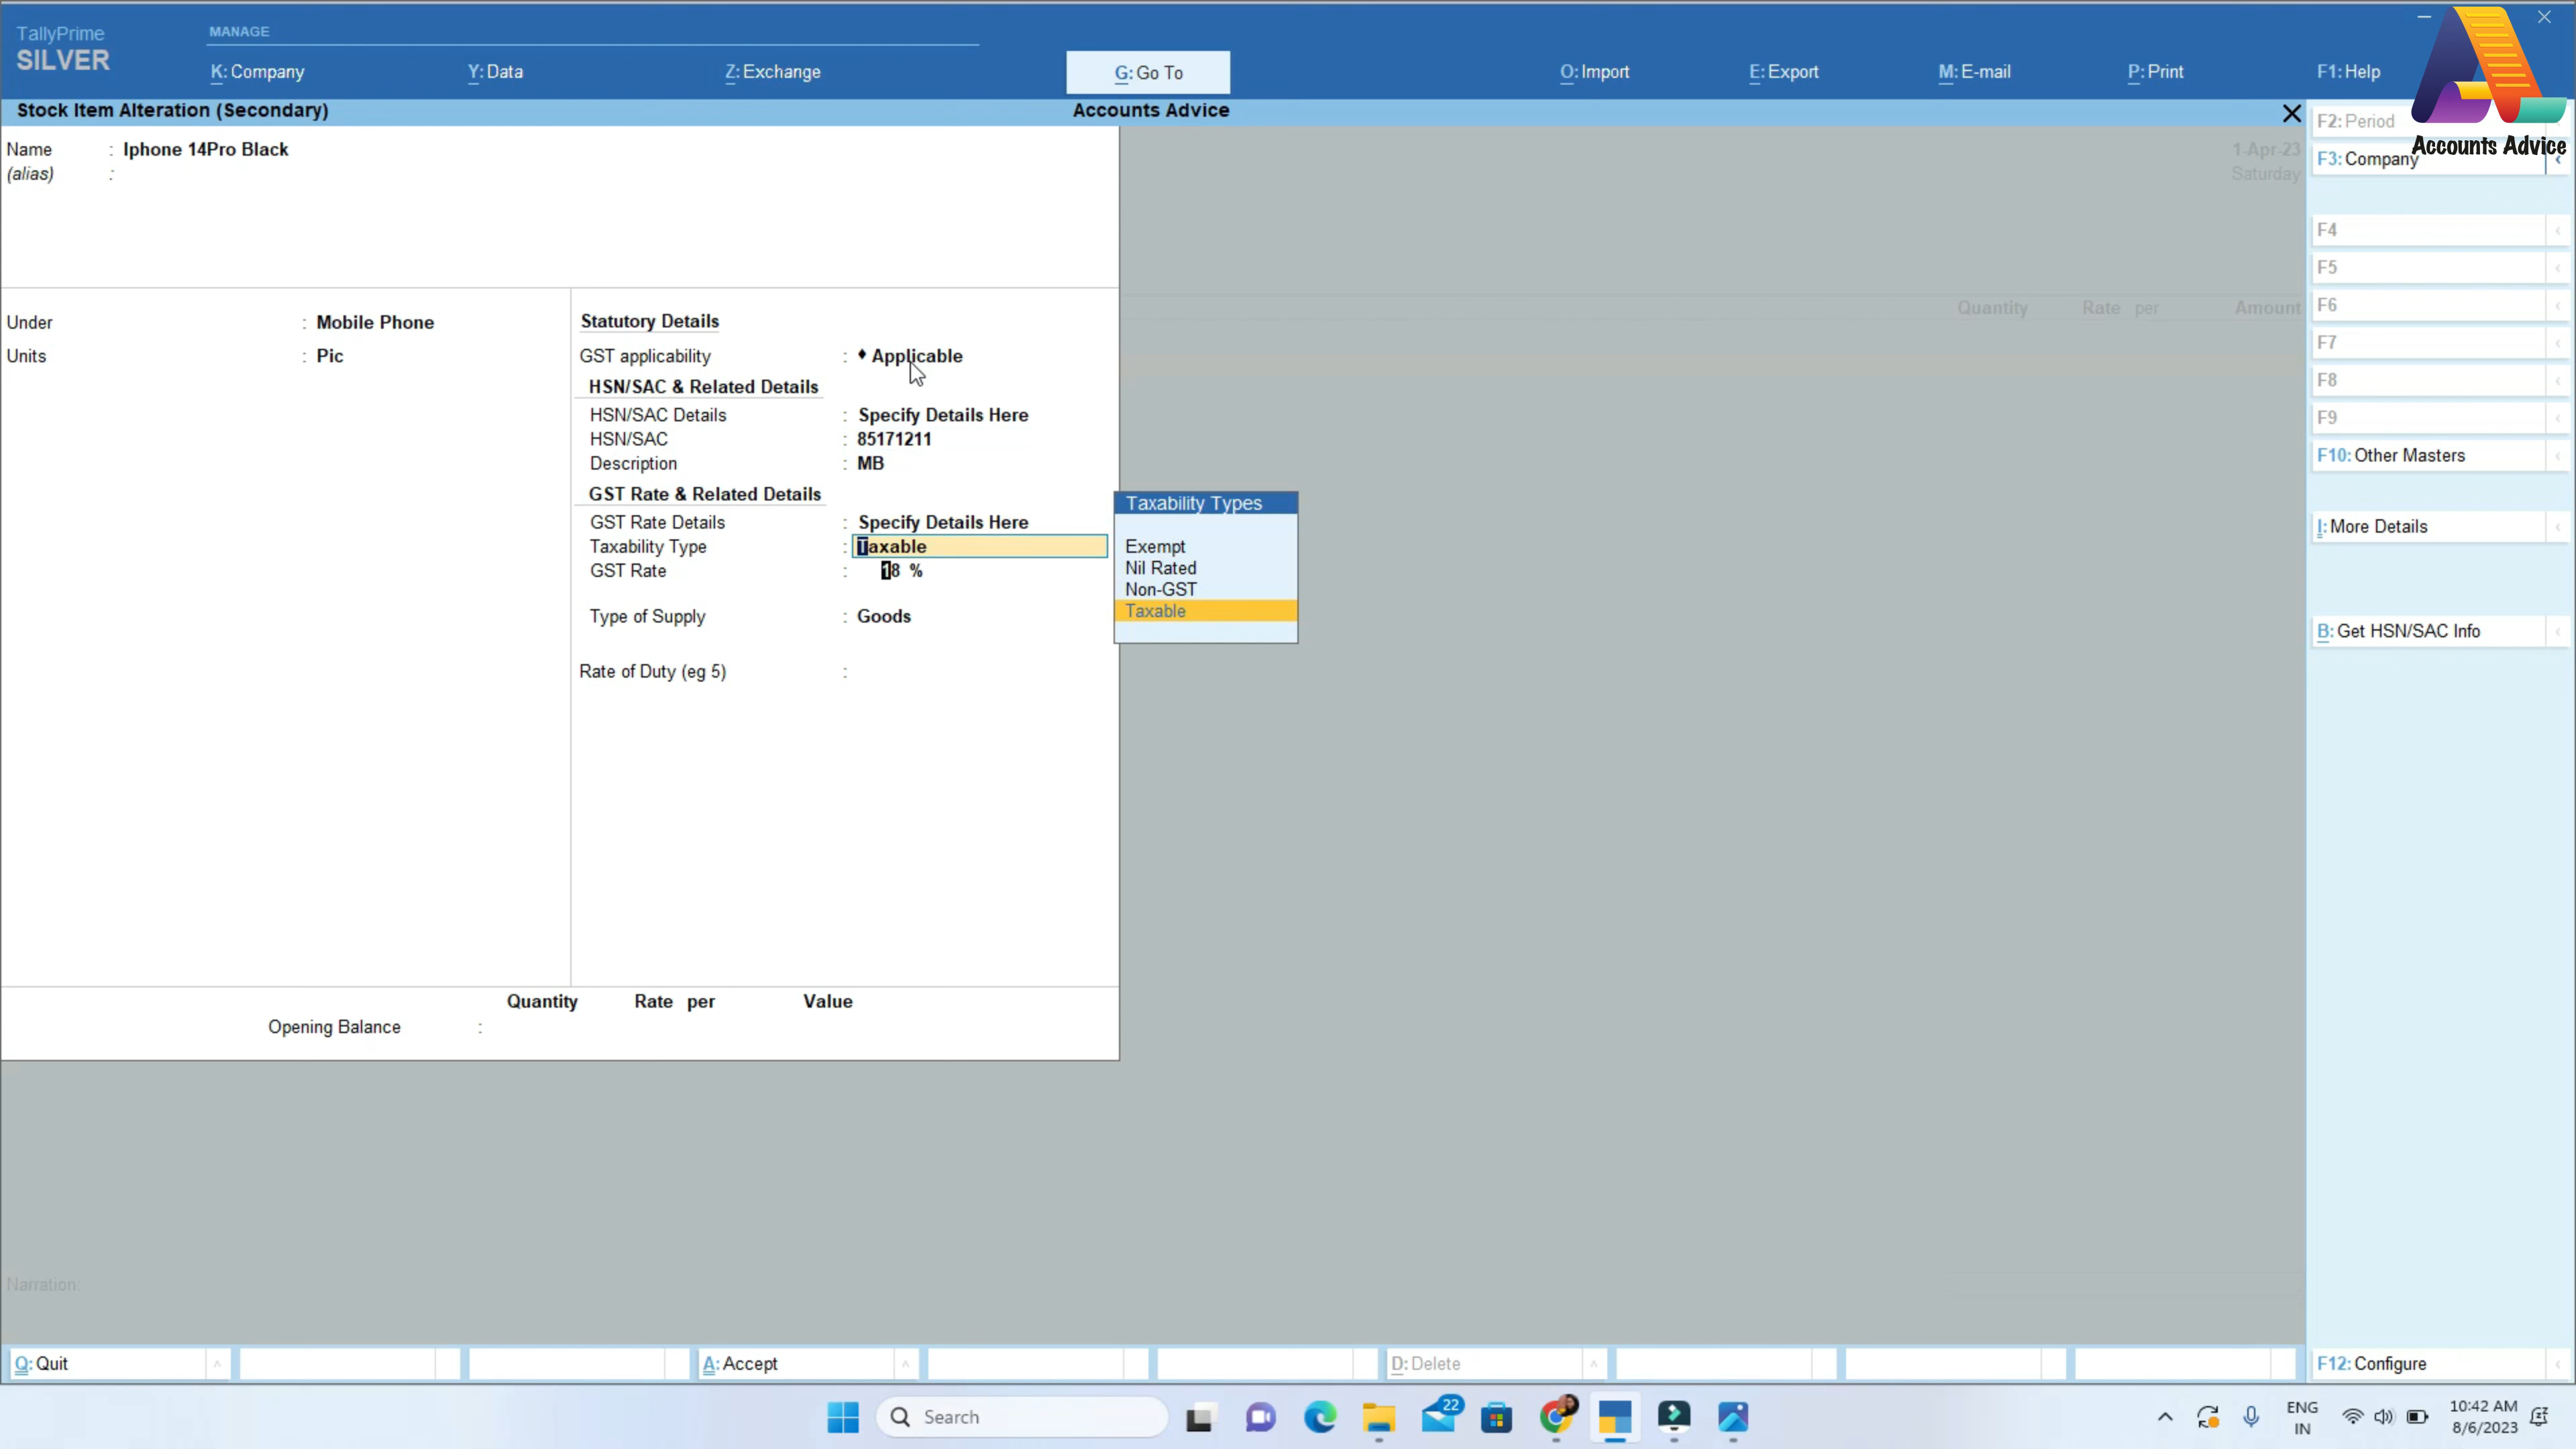 TallyPrime
SILVER
MANAGE
K: Company
Y: Data
Z: Exchange
G: Go To
O: Import
E: Export
M: E-mail
P: Print
F1: Help
Stock Item Alteration (Secondary)
Accounts Advice
Accounts Advice
Name : Iphone 14Pro Black
(alias) :
1-Apr-23
Saturday
Under : Mobile Phone
Units : Pic
Statutory Details
GST applicability : ♦ Applicable
HSN/SAC & Related Details
HSN/SAC Details : Specify Details Here
HSN/SAC : 85171211
Description : MB
GST Rate & Related Details
GST Rate Details : Specify Details Here
Taxability Type : Taxable
GST Rate : 18 %
Type of Supply : Goods
Rate of Duty (eg 5) :
Taxability Types
Exempt
Nil Rated
Non-GST
Taxable
Quantity Rate per Amount
Quantity Rate per Value
Opening Balance :
Narration:
F2: Period
F3: Company
F4
F5
F6
F7
F8
F9
F10: Other Masters
I: More Details
B: Get HSN/SAC Info
F12: Configure
Q: Quit
A: Accept
D: Delete
Search
22
ENG
IN
10:42 AM
8/6/2023